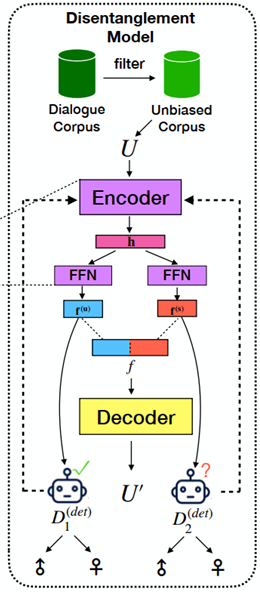 Disentanglement
Model
filter
Dialogue
Corpus
Unbiased
Corpus
U
Encoder
h
FFN
FFN
f(u)
f(s)
f
Decoder
U′
?
D₁(det)
D₂(det)
♂ ♀ ♂ ♀